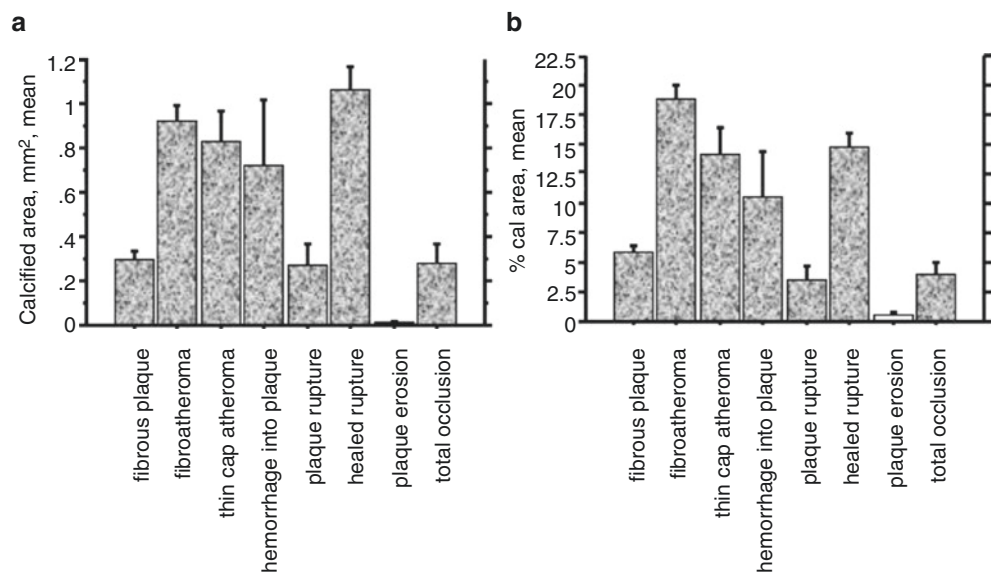 a
Calcified area, mm², mean
1.2
1
.8
.6
.4
.2
0
fibrous plaque
fibroatheroma
thin cap atheroma
hemorrhage into plaque
plaque rupture
healed rupture
plaque erosion
total occlusion
b
% cal area, mean
22.5
20
17.5
15
12.5
10
7.5
5
2.5
0
fibrous plaque
fibroatheroma
thin cap atheroma
hemorrhage into plaque
plaque rupture
healed rupture
plaque erosion
total occlusion